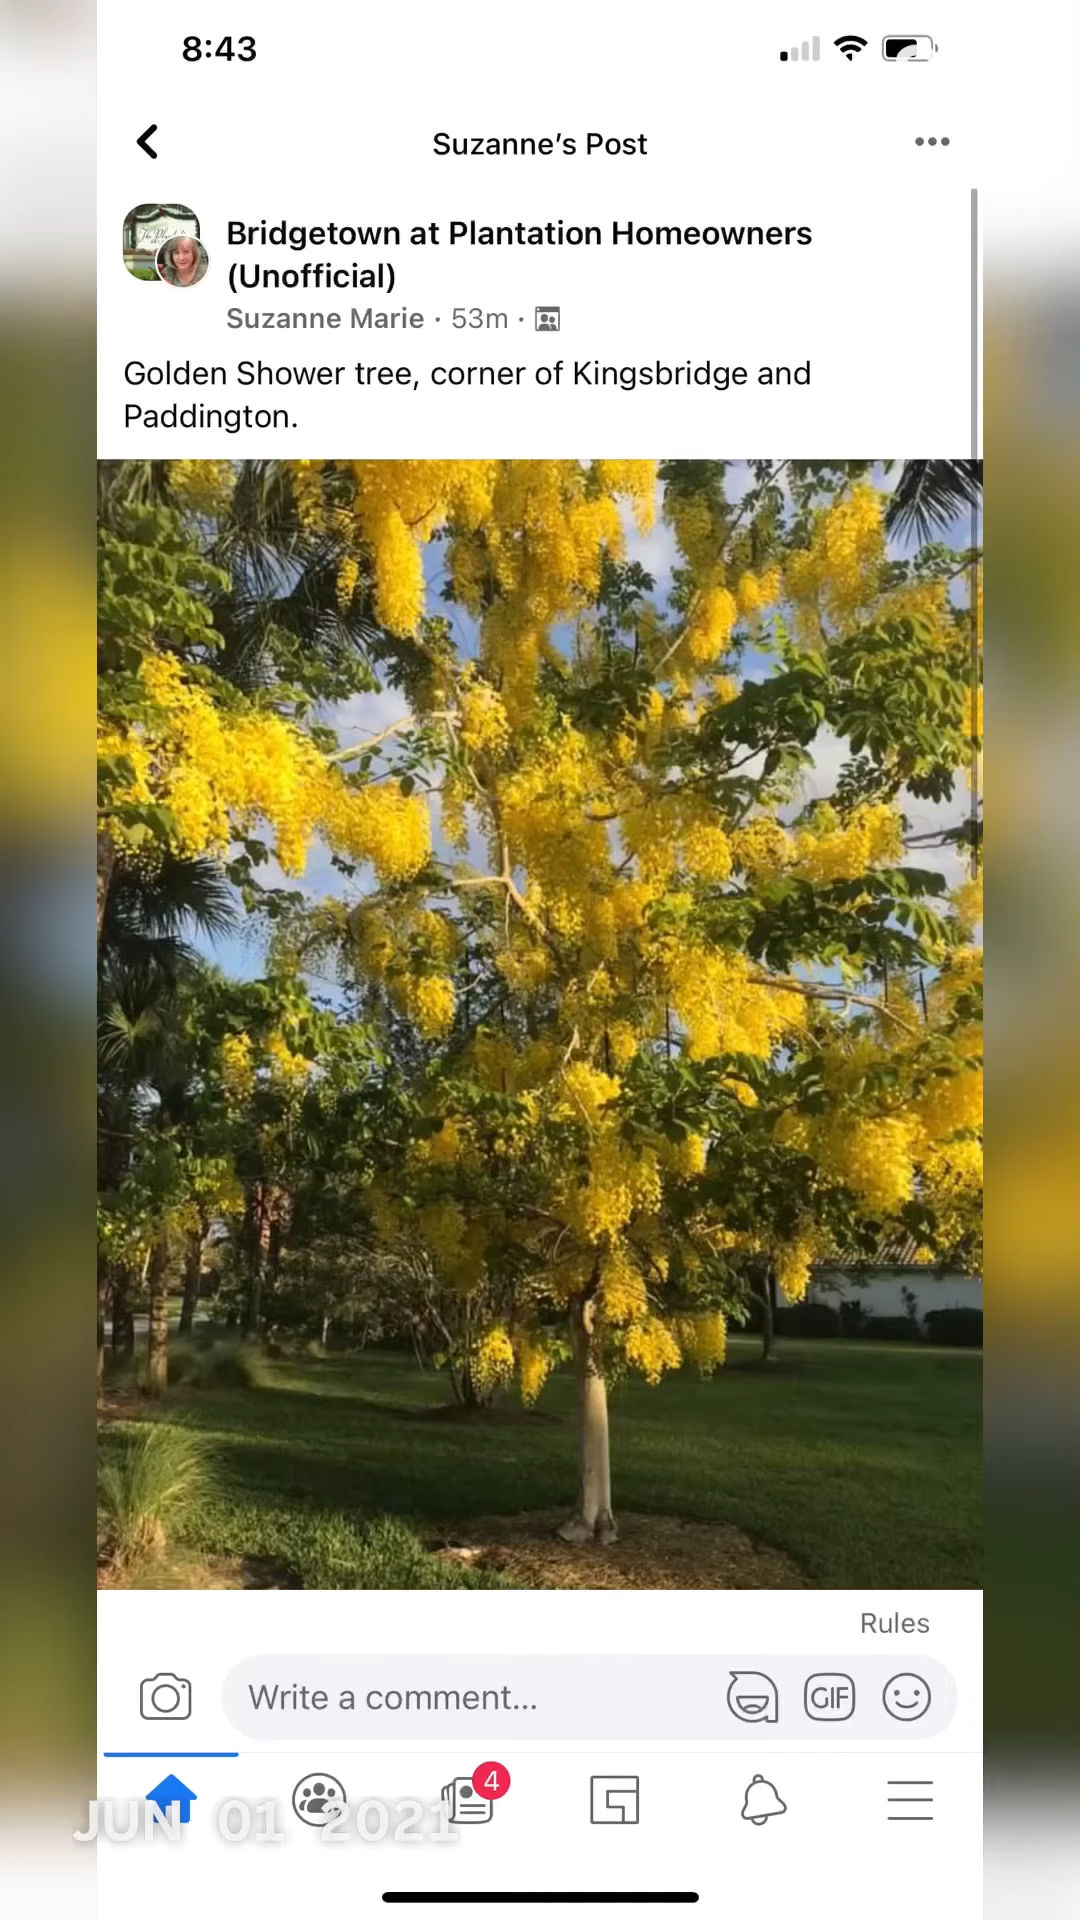 8:43
Suzanne's Post
Bridgetown at Plantation Homeowners
(Unofficial)
Suzanne Marie · 53m ·
Golden Shower tree, corner of Kingsbridge and
Paddington.
Rules
Write a comment...
GIF
4
JUN 01 2021